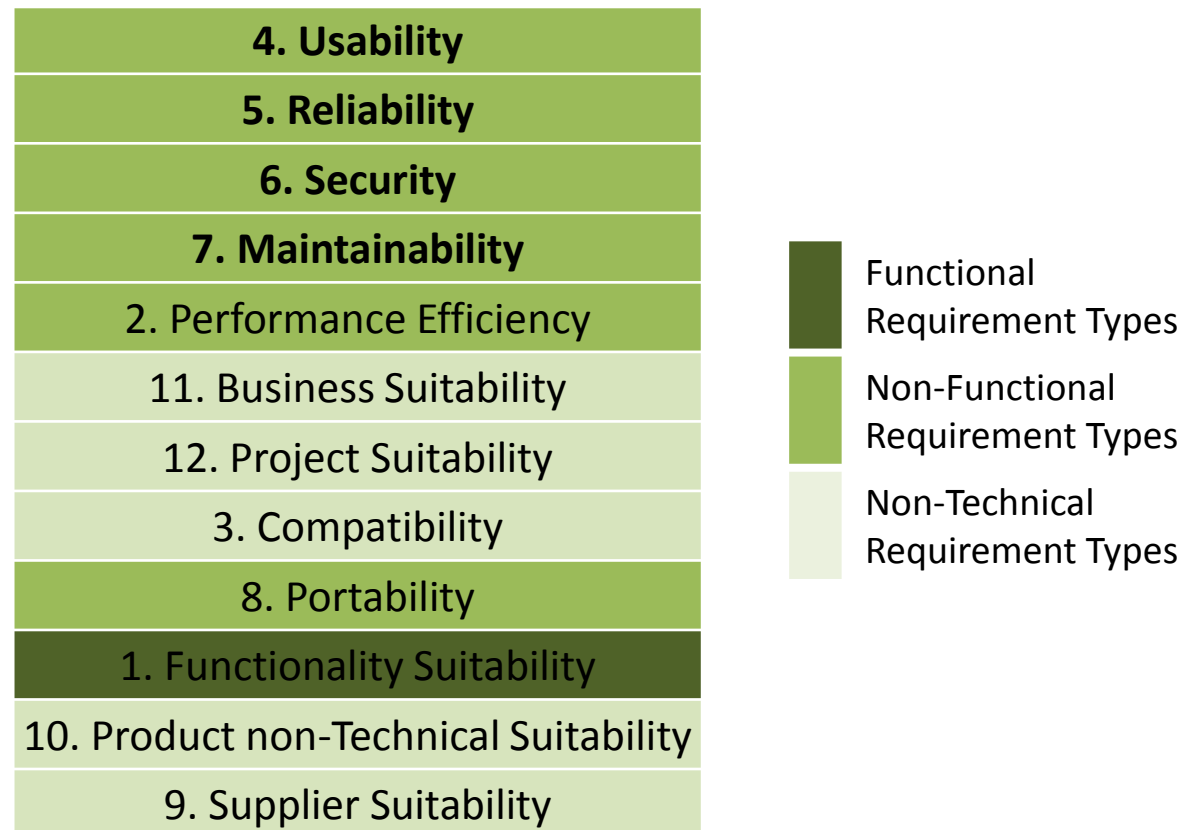 4. Usability
5. Reliability
6. Security
7. Maintainability
2. Performance Efficiency
11. Business Suitability
12. Project Suitability
3. Compatibility
8. Portability
1. Functionality Suitability
10. Product non-Technical Suitability
9. Supplier Suitability
Functional
Requirement Types
Non-Functional
Requirement Types
Non-Technical
Requirement Types